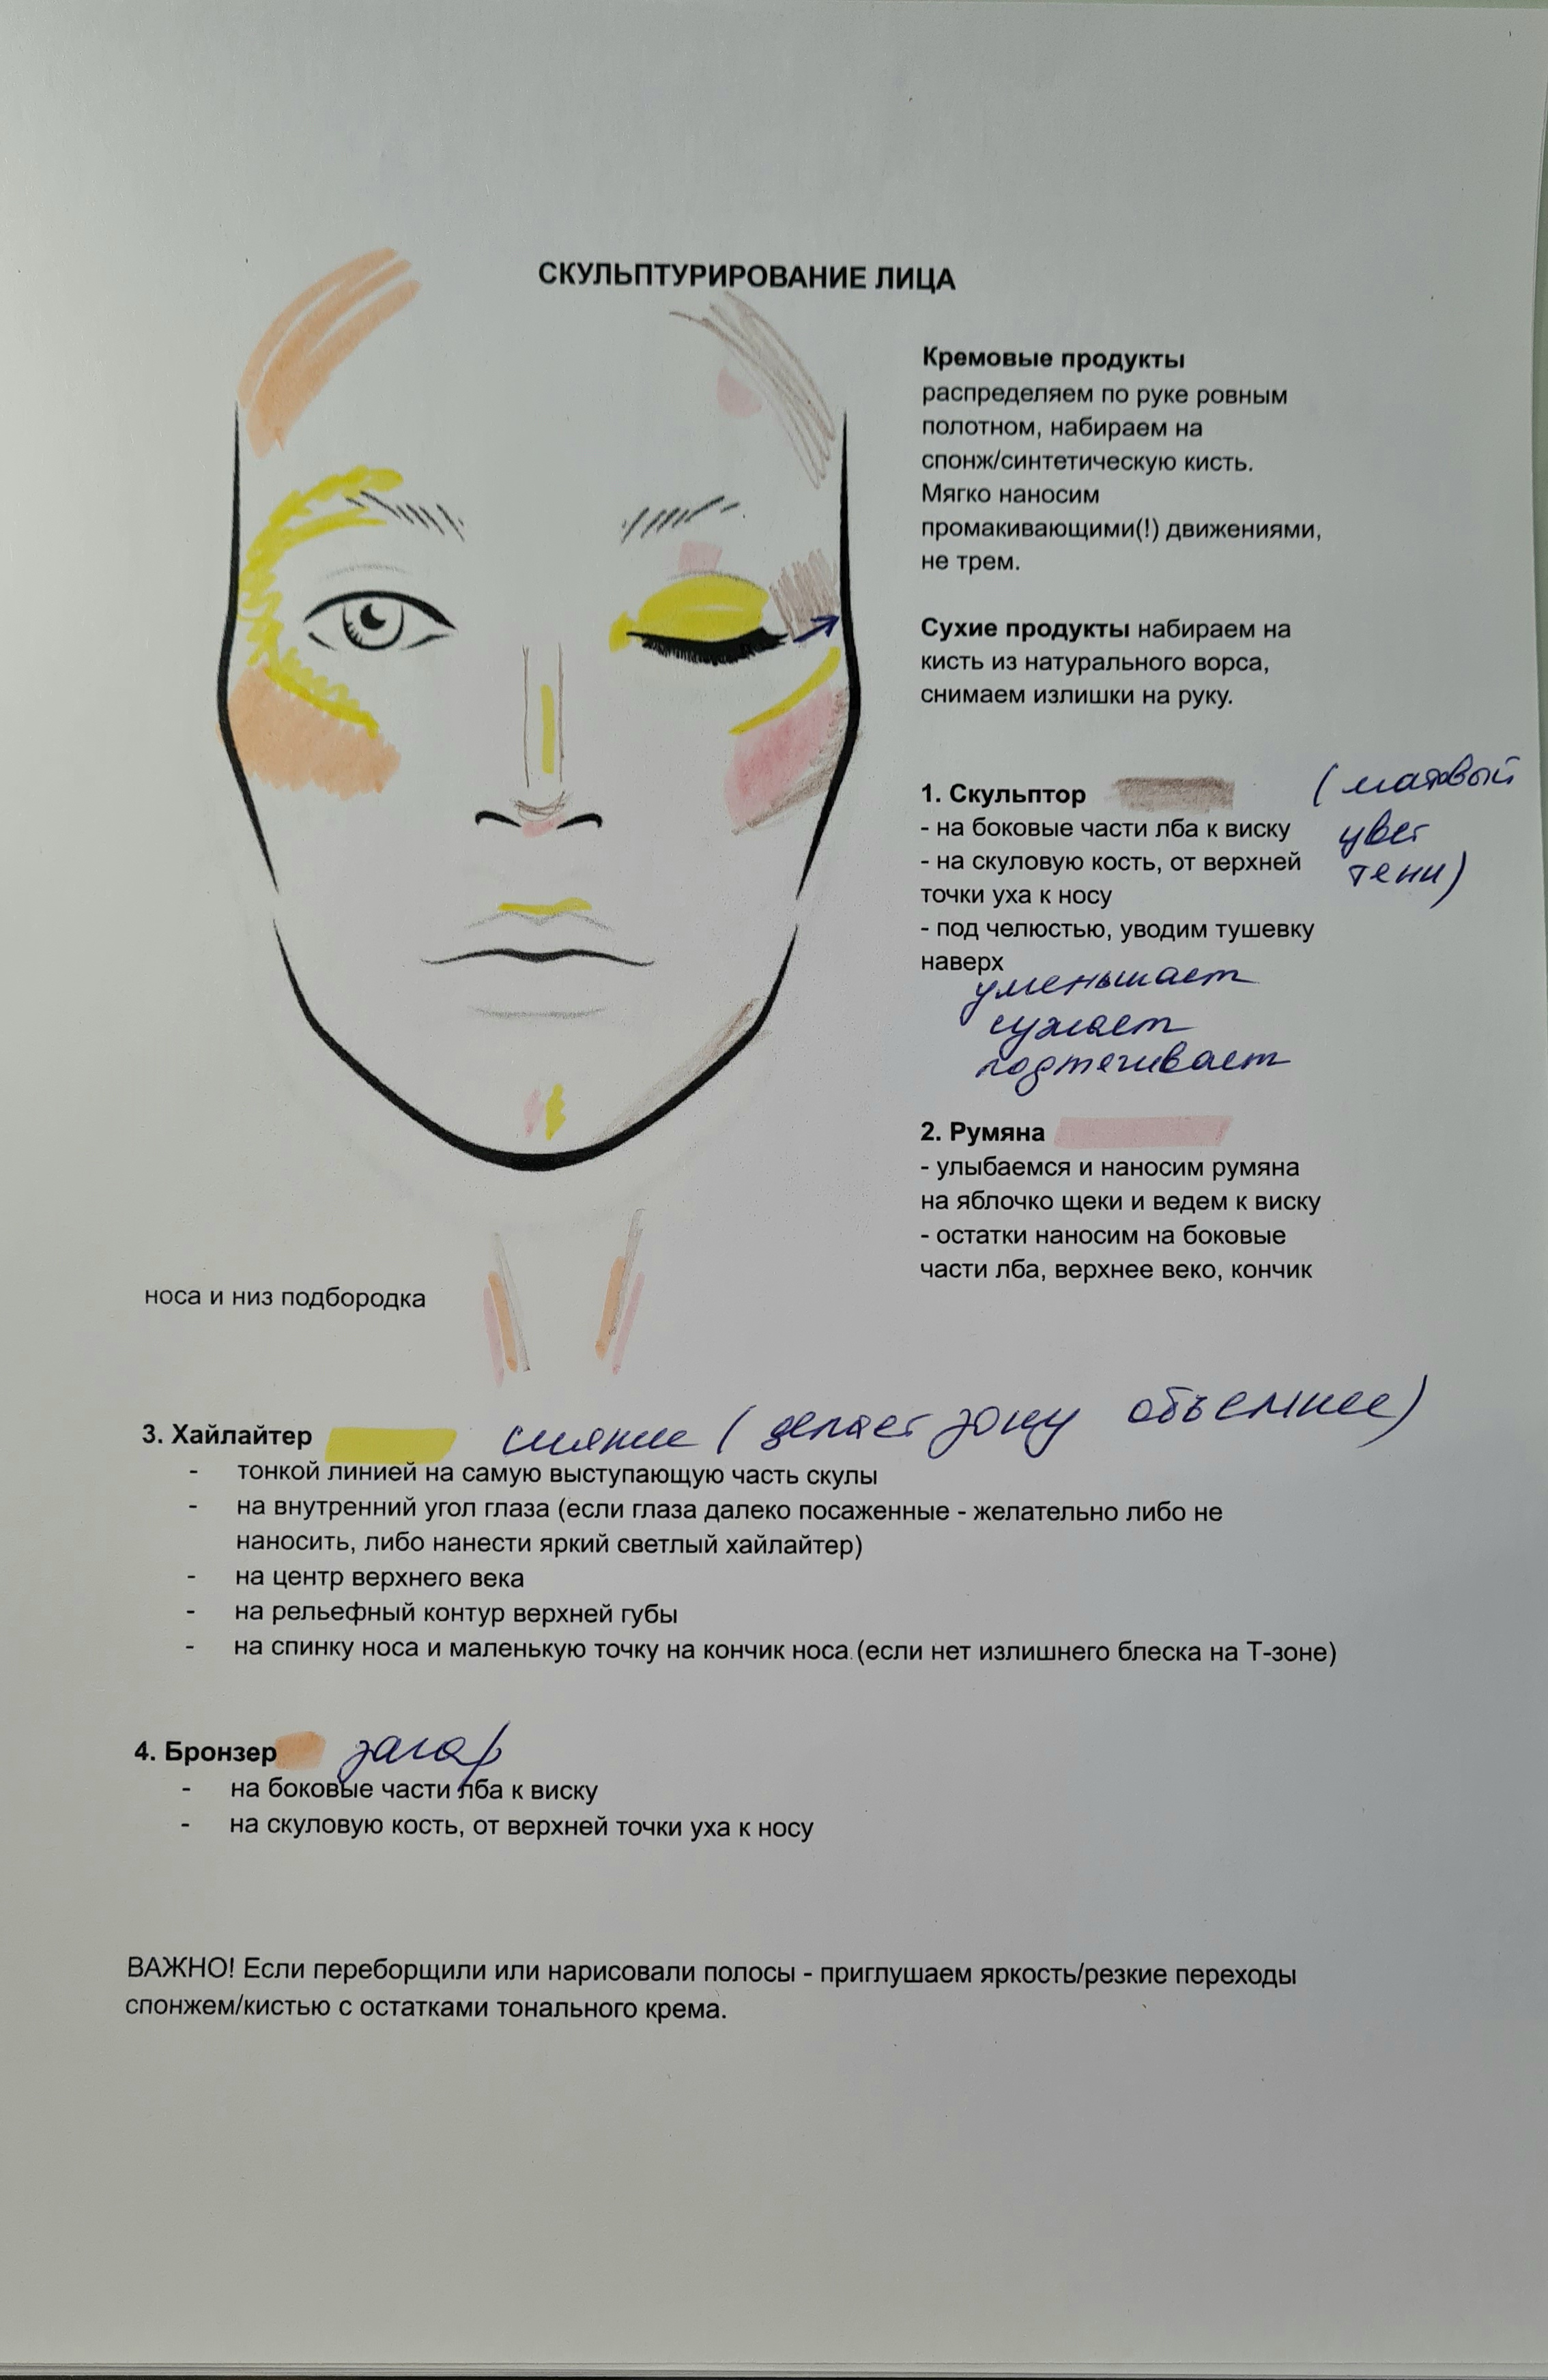 СКУЛЬПТУРИРОВАНИЕ ЛИЦА
Кремовые продукты
распределяем по руке ровным
полотном, набираем на
спонж/синтетическую кисть.
Мягко наносим
промакивающими(!) движениями,
не трем.
Сухие продукты набираем на
кисть из натурального ворса,
снимаем излишки на руку.
1. Скульптор (матовый
- на боковые части лба к виску цвет
- на скуловую кость, от верхней тени)
точки уха к носу
- под челюстью, уводим тушевку
наверх
уменьшает
сужает
подтягивает
2. Румяна
- улыбаемся и наносим румяна
на яблочко щеки и ведем к виску
- остатки наносим на боковые
части лба, верхнее веко, кончик
носа и низ подбородка
3. Хайлайтер сияние (делает зону объемнее)
- тонкой линией на самую выступающую часть скулы
- на внутренний угол глаза (если глаза далеко посаженные - желательно либо не
наносить, либо нанести яркий светлый хайлайтер)
- на центр верхнего века
- на рельефный контур верхней губы
- на спинку носа и маленькую точку на кончик носа (если нет излишнего блеска на Т-зоне)
4. Бронзер загар
- на боковые части лба к виску
- на скуловую кость, от верхней точки уха к носу
ВАЖНО! Если переборщили или нарисовали полосы - приглушаем яркость/резкие переходы
спонжем/кистью с остатками тонального крема.